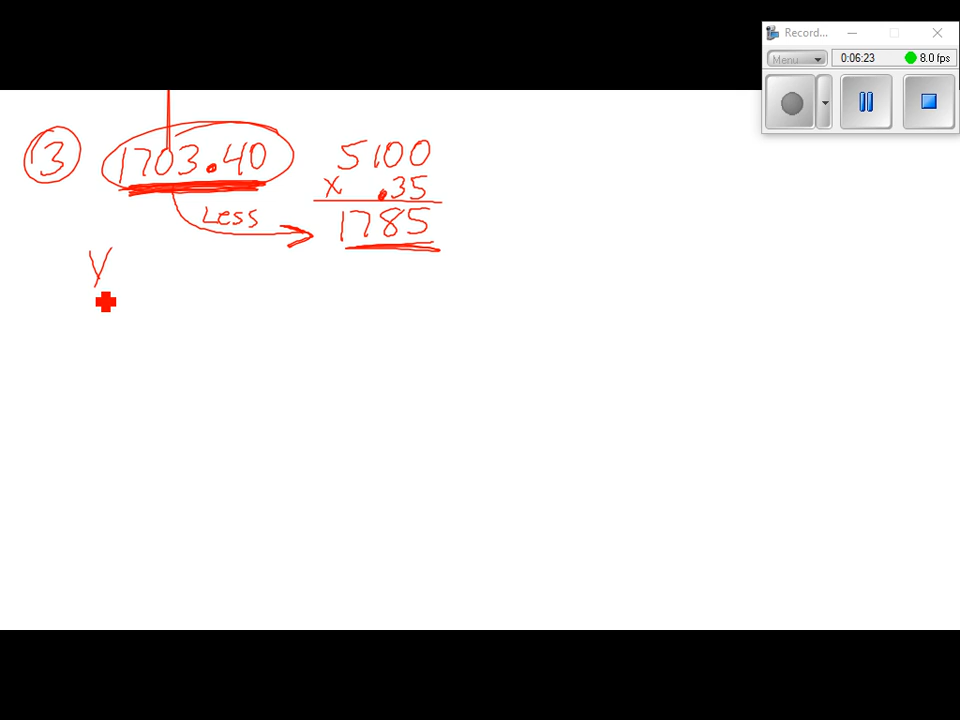 Record...
Menu
0:06:23
8.0 fps
3 1703.40
5100
x .35
1785
Less
Y